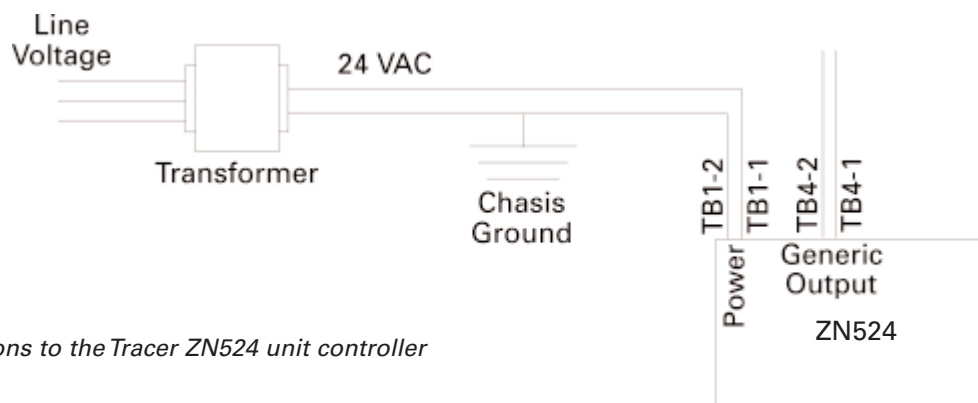 Line
Voltage
24 VAC
Transformer
Chasis
Ground
TB1-2
TB1-1
TB4-2
TB4-1
Power
Generic
Output
ZN524
ons to the Tracer ZN524 unit controller